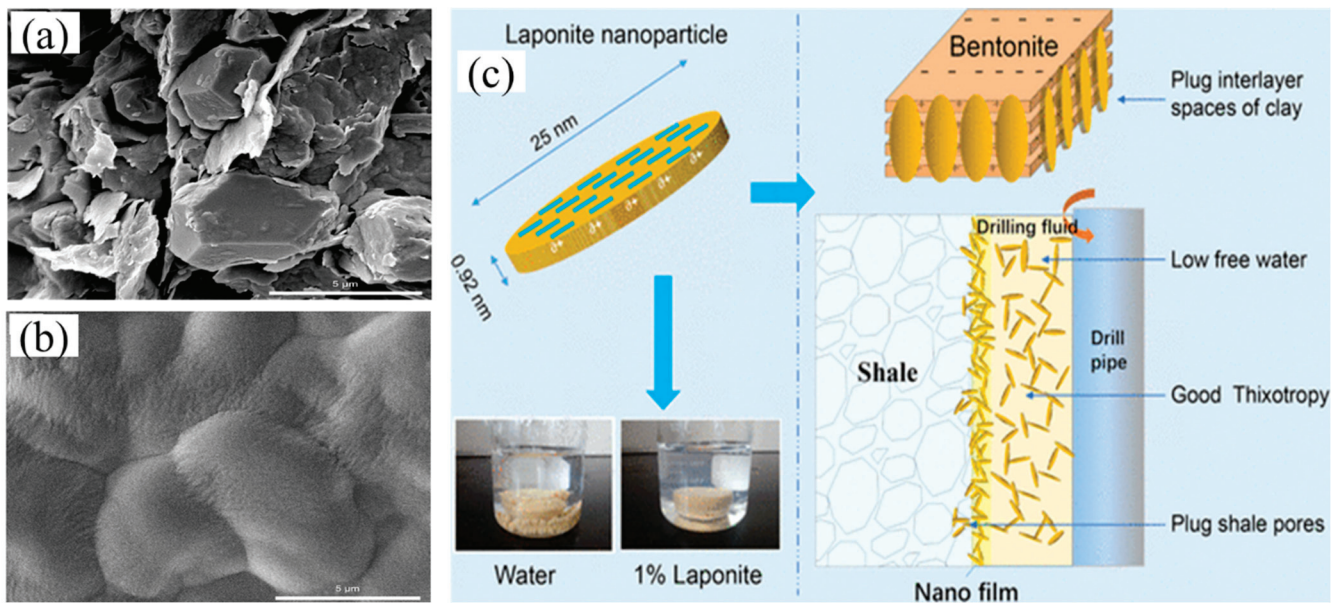 (a)
5 μm
(b)
5 μm
(c)
Laponite nanoparticle
25 nm
0.92 nm
∂+ ∂+ ∂+ ∂+ ∂+ ∂+
Water
1% Laponite
Bentonite
Plug interlayer
spaces of clay
Drilling fluid
Low free water
Drill
pipe
Shale
Good Thixotropy
Plug shale pores
Nano film